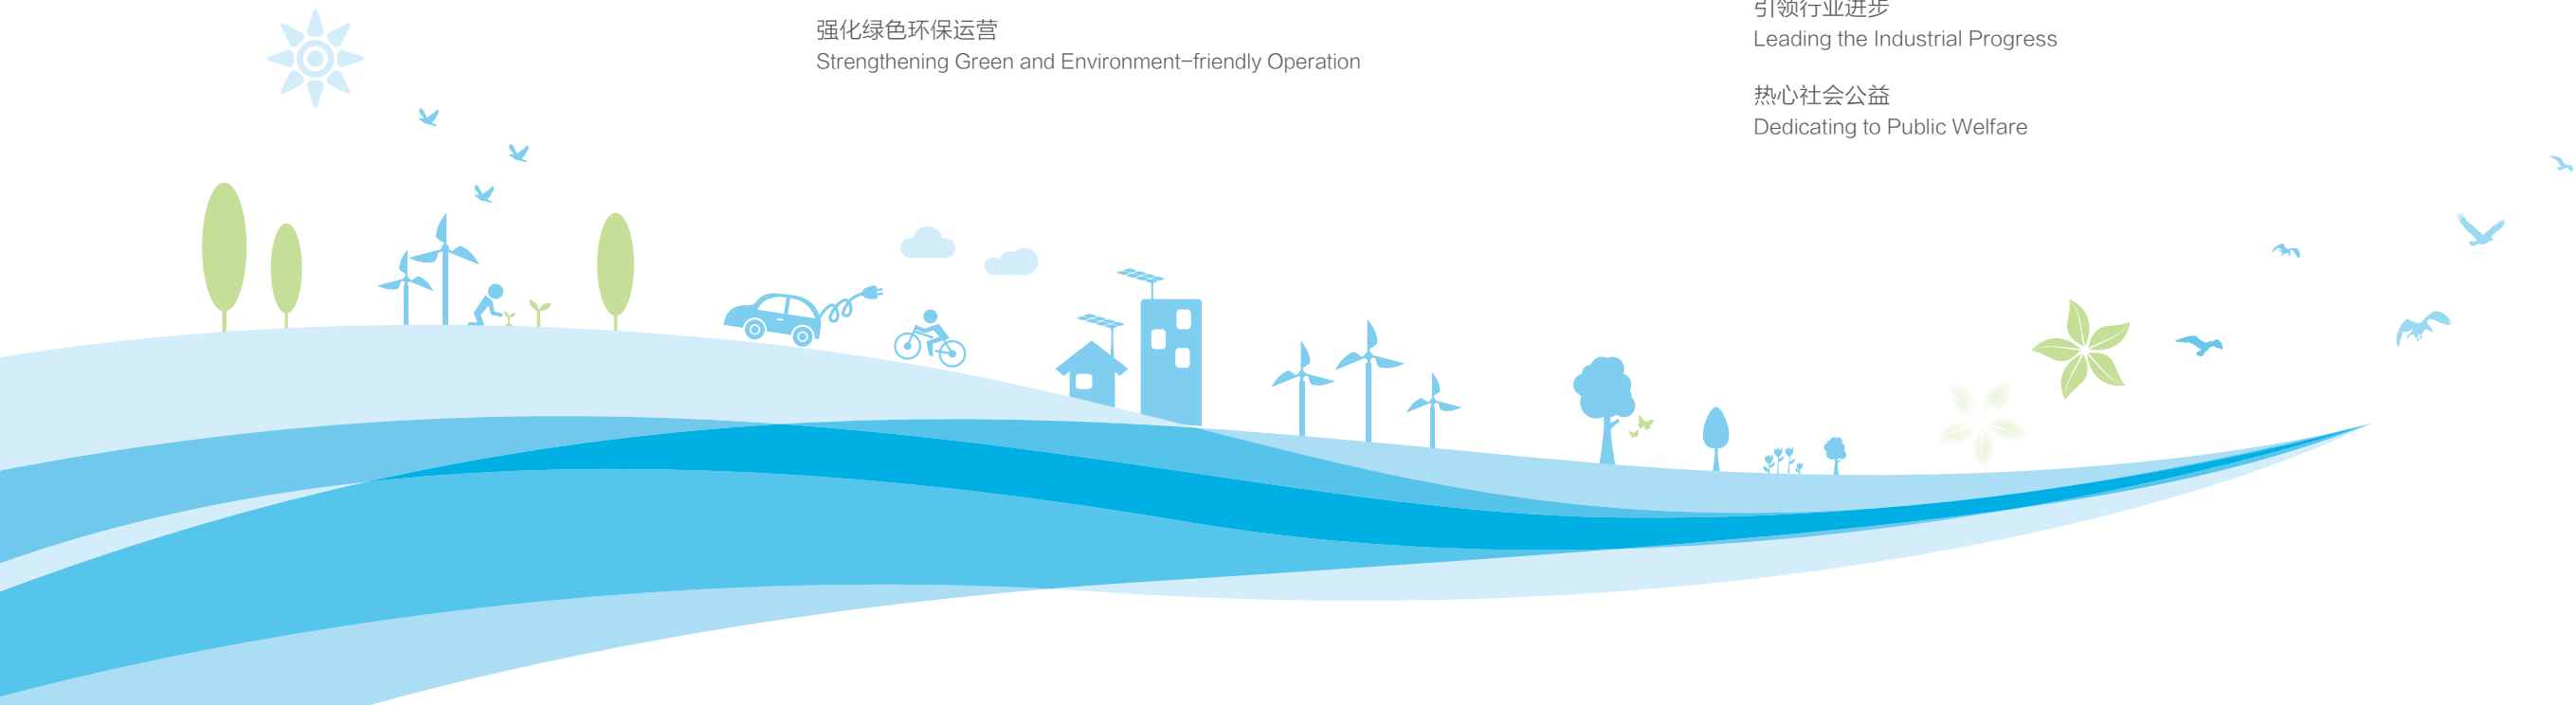 强化绿色环保运营
Strengthening Green and Environment-friendly Operation
引领行业进步
Leading the Industrial Progress
热心社会公益
Dedicating to Public Welfare